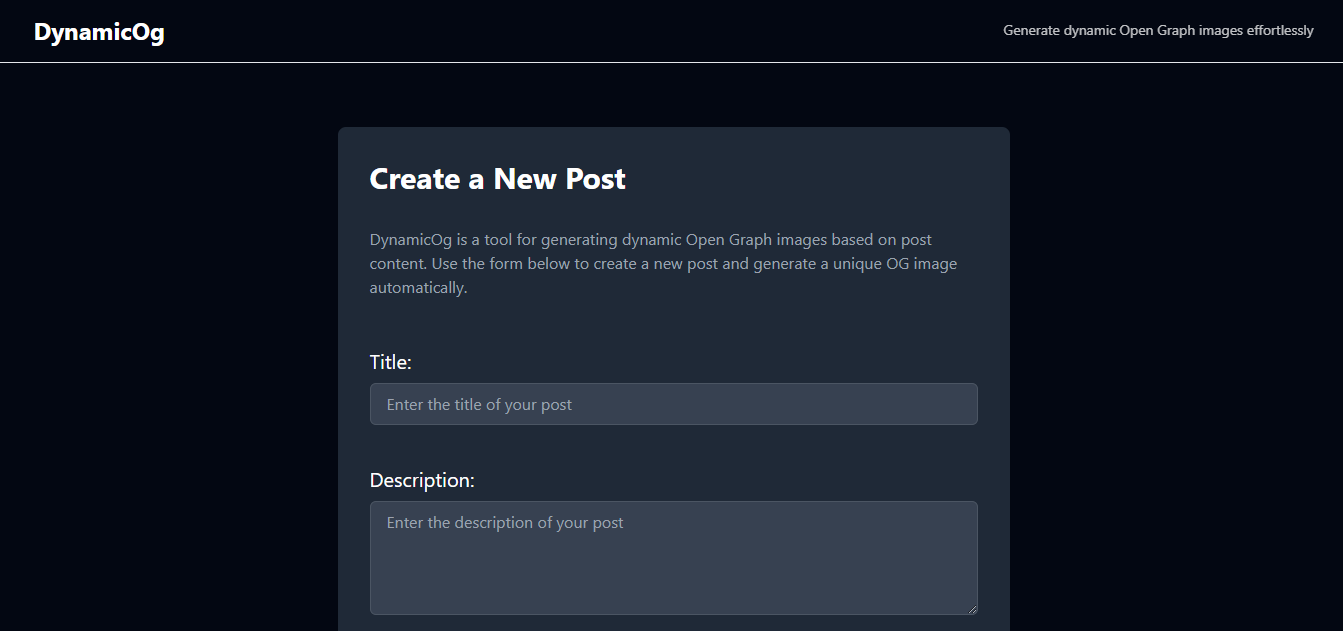 DynamicOg
Generate dynamic Open Graph images effortlessly
Create a New Post
DynamicOg is a tool for generating dynamic Open Graph images based on post
content. Use the form below to create a new post and generate a unique OG image
automatically.
Title:
Enter the title of your post
Description:
Enter the description of your post